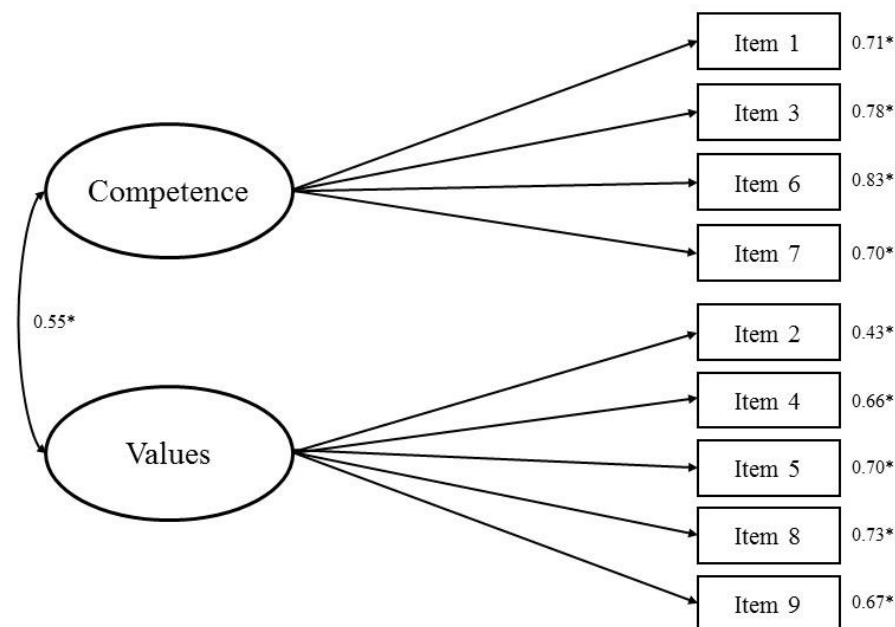 Item 1 0.71*
Item 3 0.78*
Competence
Item 6 0.83*
Item 7 0.70*
0.55*
Item 2 0.43*
Item 4 0.66*
Values
Item 5 0.70*
Item 8 0.73*
Item 9 0.67*